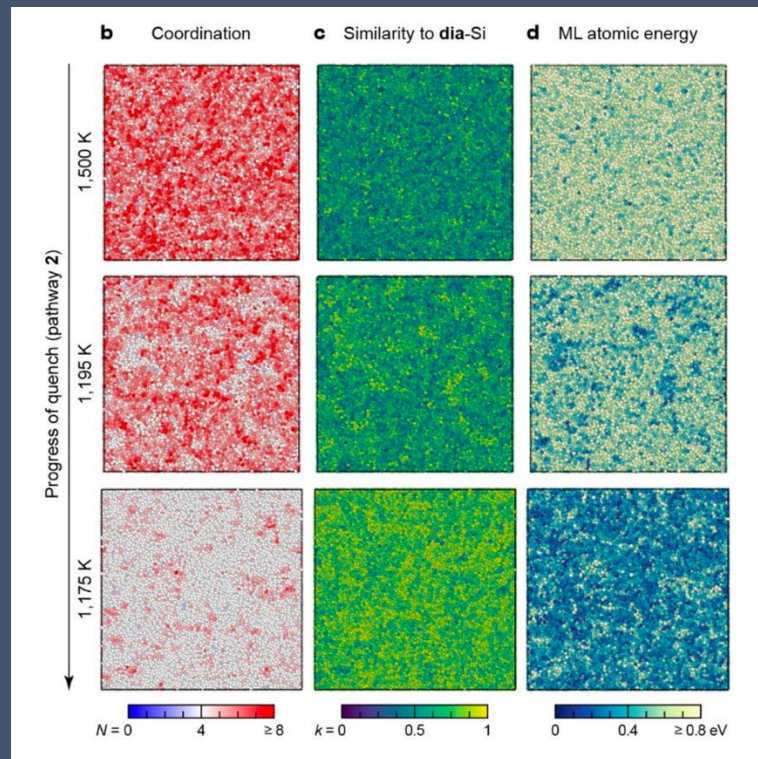 b Coordination
c Similarity to dia-Si
d ML atomic energy
Progress of quench (pathway 2)
1,500 K
1,195 K
1,175 K
N = 0 4 ≥ 8
k = 0 0.5 1
0 0.4 ≥ 0.8 eV